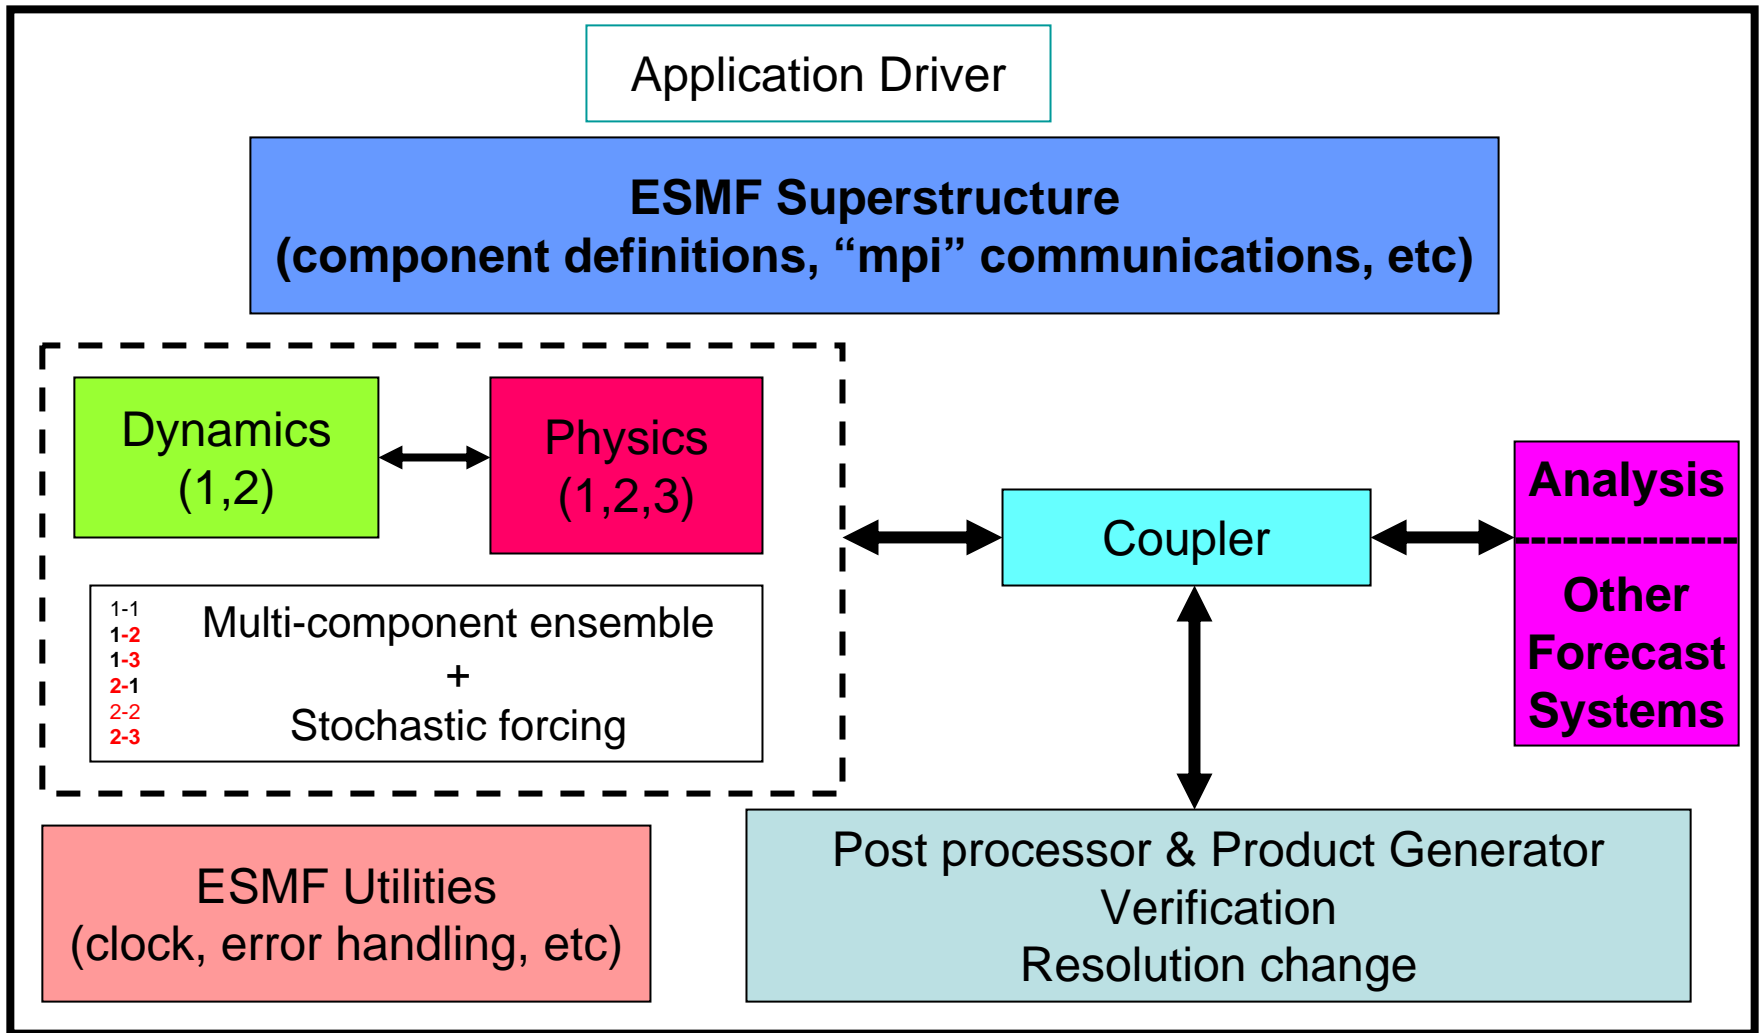 Application Driver
ESMF Superstructure
(component definitions, “mpi” communications, etc)
Dynamics
(1,2)
Physics
(1,2,3)
1-1
1-2
1-3
2-1
2-2
2-3
Multi-component ensemble
+
Stochastic forcing
Coupler
Analysis
Other
Forecast
Systems
ESMF Utilities
(clock, error handling, etc)
Post processor & Product Generator
Verification
Resolution change